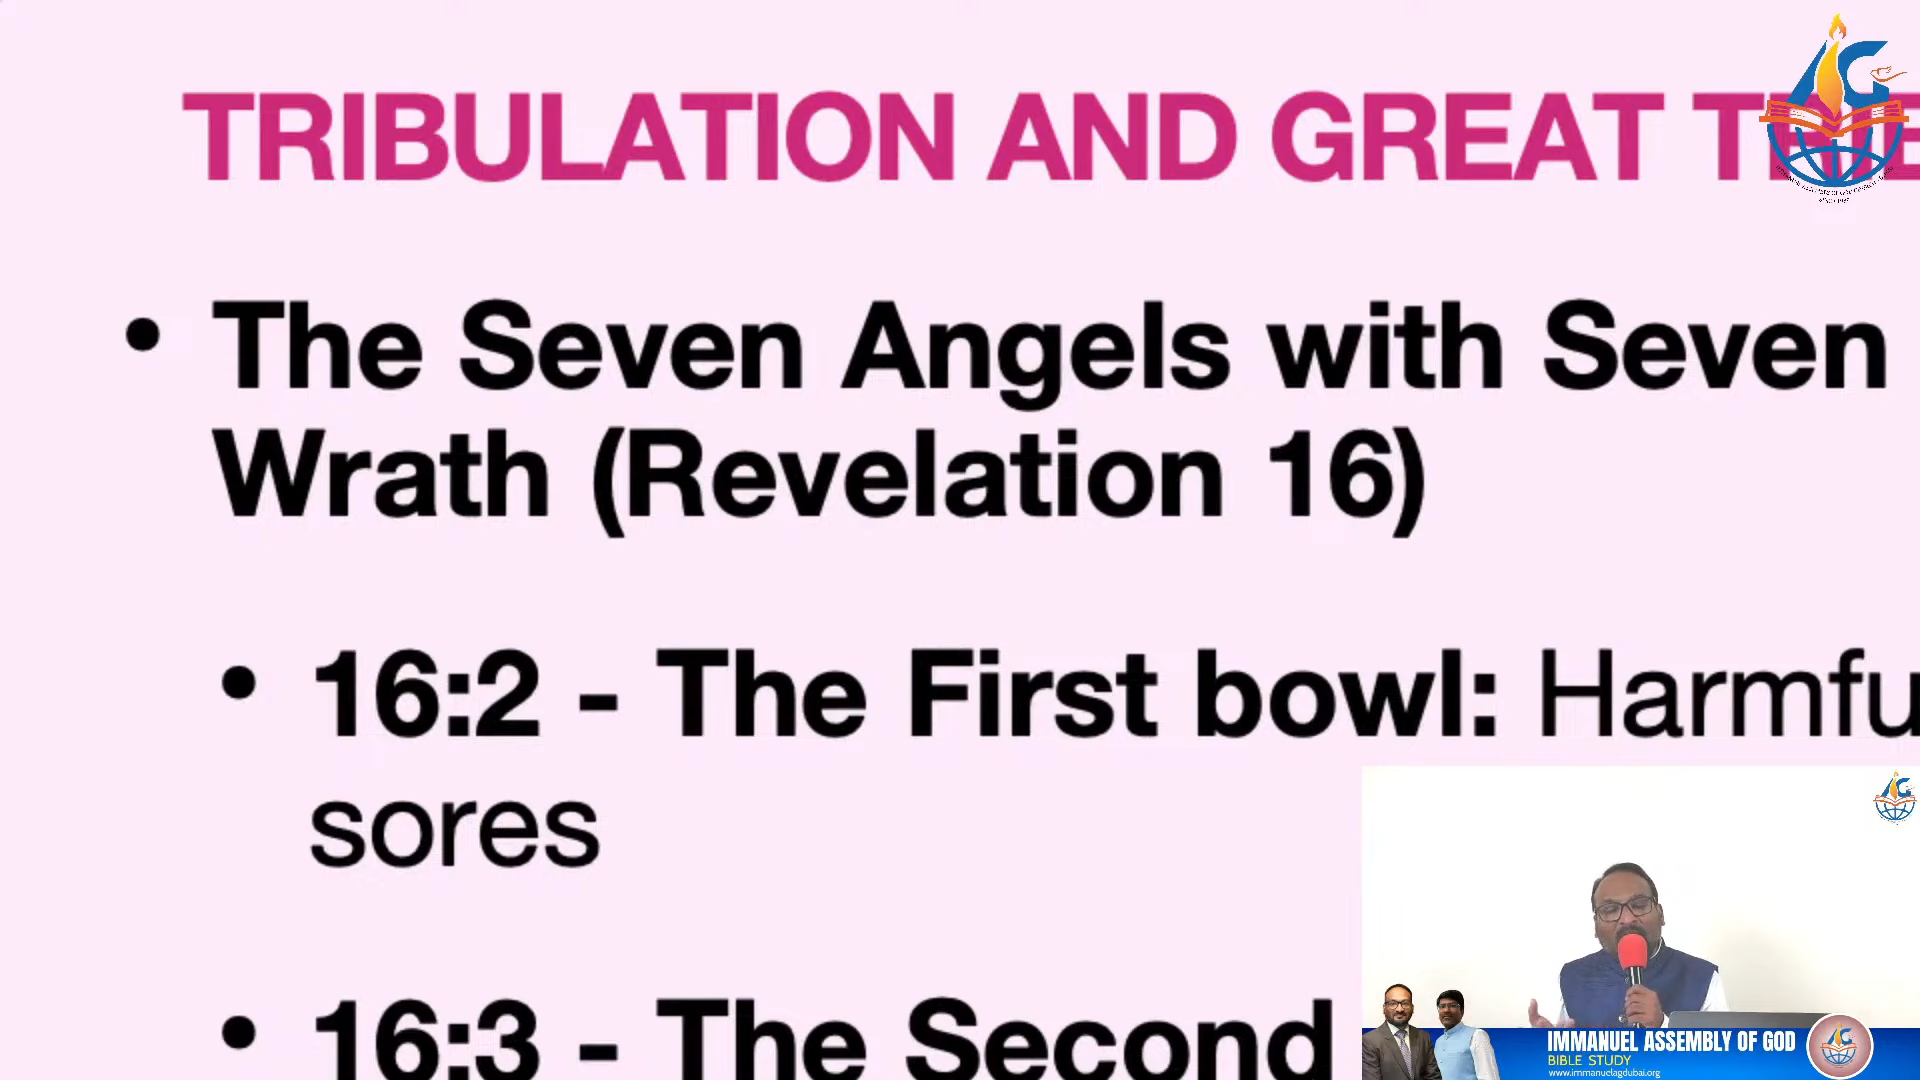 TRIBULATION AND GREAT
The Seven Angels with Seven
Wrath (Revelation 16)
16:2 - The First bowl: Harmfu
sores
16:3 - The Second
IMMANUEL ASSEMBLY OF GOD
BIBLE STUDY
www.immanuelagdubai.org